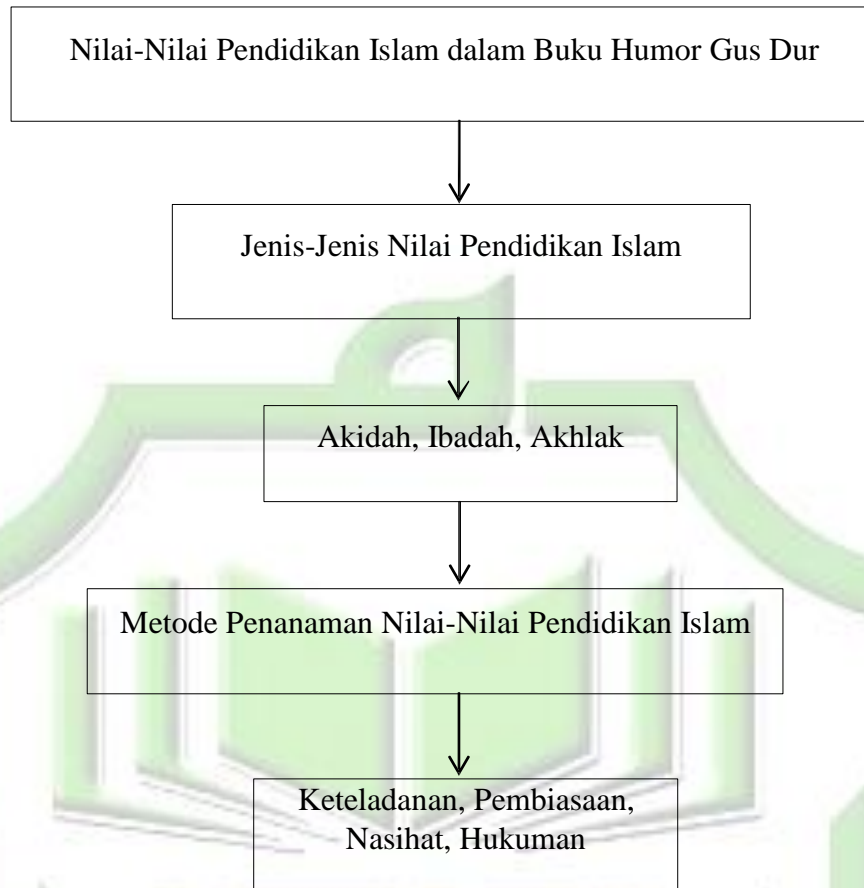 Nilai-Nilai Pendidikan Islam dalam Buku Humor Gus Dur
Jenis-Jenis Nilai Pendidikan Islam
Akidah, Ibadah, Akhlak
Metode Penanaman Nilai-Nilai Pendidikan Islam
Keteladanan, Pembiasaan,
Nasihat, Hukuman